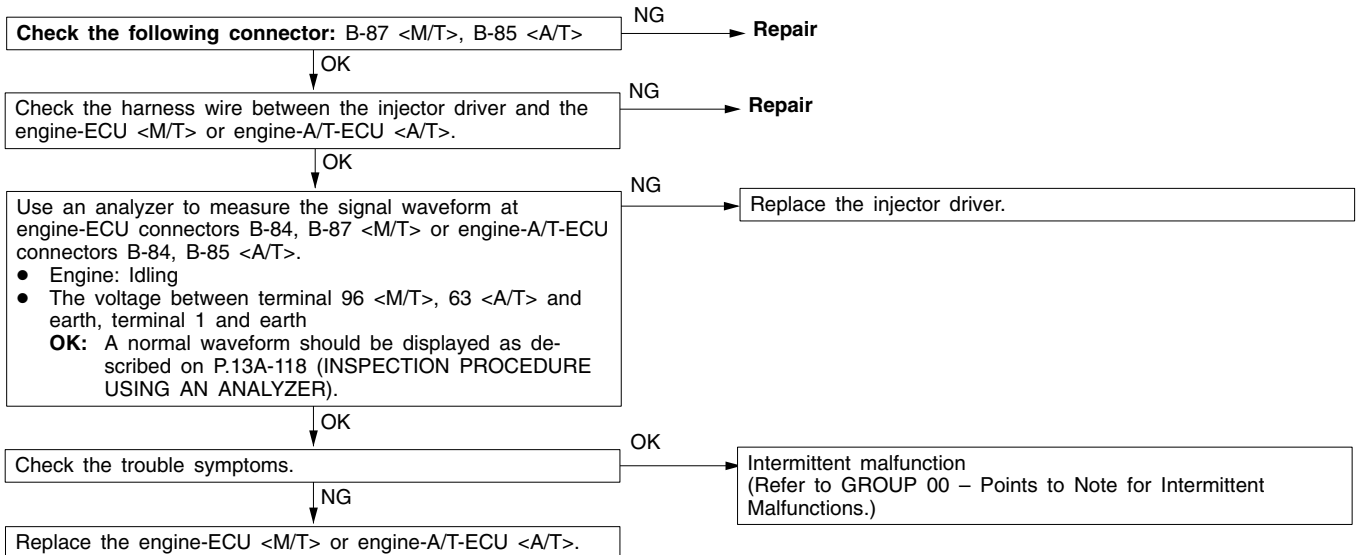 Check the following connector: B-87 <M/T>, B-85 <A/T>
NG
Repair
OK
Check the harness wire between the injector driver and the
engine-ECU <M/T> or engine-A/T-ECU <A/T>.
NG
Repair
OK
Use an analyzer to measure the signal waveform at
engine-ECU connectors B-84, B-87 <M/T> or engine-A/T-ECU
connectors B-84, B-85 <A/T>.
● Engine: Idling
● The voltage between terminal 96 <M/T>, 63 <A/T> and
earth, terminal 1 and earth
OK: A normal waveform should be displayed as de-
scribed on P.13A-118 (INSPECTION PROCEDURE
USING AN ANALYZER).
NG
Replace the injector driver.
OK
Check the trouble symptoms.
OK
Intermittent malfunction
(Refer to GROUP 00 – Points to Note for Intermittent
Malfunctions.)
NG
Replace the engine-ECU <M/T> or engine-A/T-ECU <A/T>.